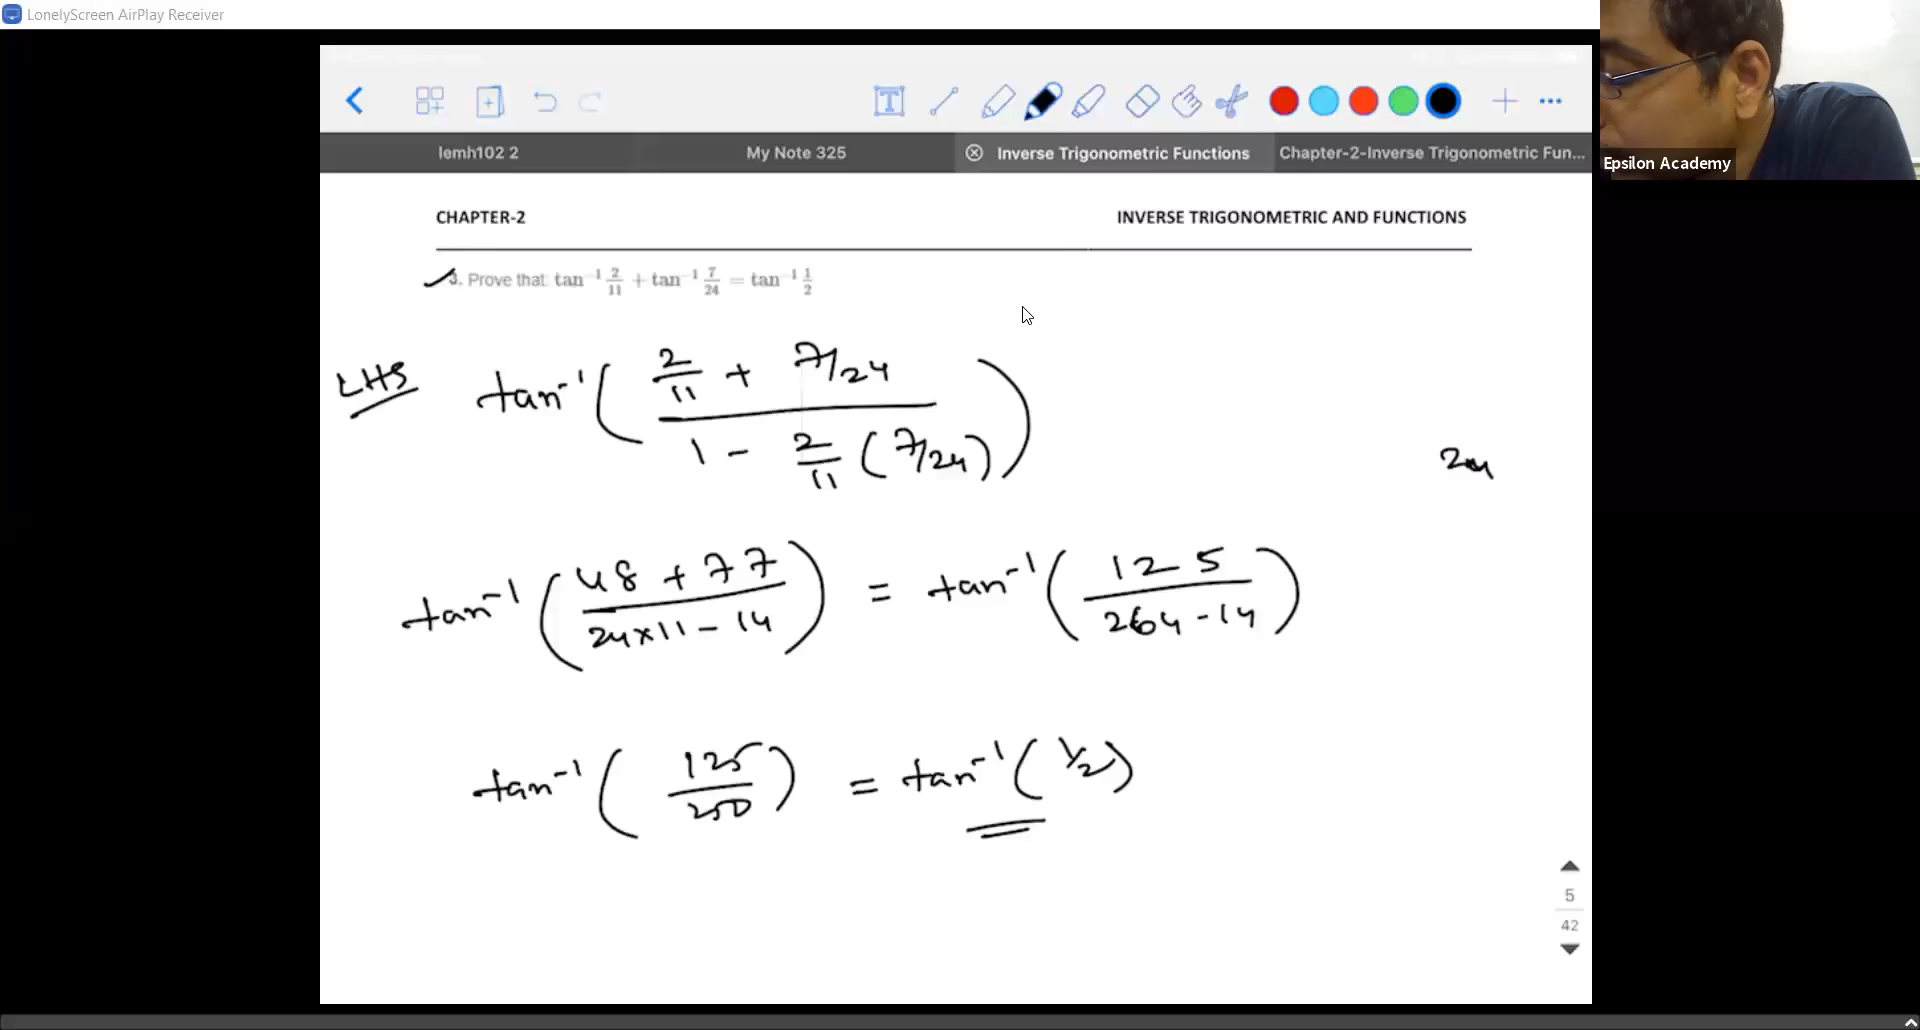 LonelyScreen AirPlay Receiver
lemh102 2
My Note 325
Inverse Trigonometric Functions
Chapter-2-Inverse Trigonometric Fun...
Epsilon Academy
CHAPTER-2 INVERSE TRIGONOMETRIC AND FUNCTIONS
3. Prove that: tan⁻¹ 2/11 + tan⁻¹ 7/24 = tan⁻¹ 1/2
LHS tan⁻¹ ( (2/11 + 7/24) / (1 - 2/11 (7/24)) )
24
tan⁻¹ ( (48 + 77) / (24×11 - 14) ) = tan⁻¹ ( 125 / (264 - 14) )
tan⁻¹ ( 125/250 ) = tan⁻¹ ( 1/2 )
5
42